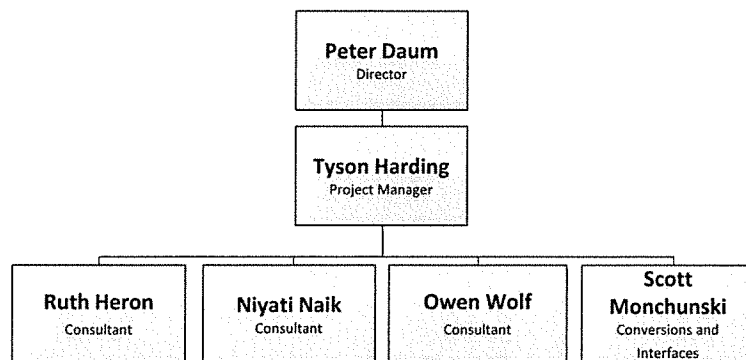 Peter Daum
Director
Tyson Harding
Project Manager
Ruth Heron
Consultant
Niyati Naik
Consultant
Owen Wolf
Consultant
Scott
Monchunski
Conversions and
Interfaces